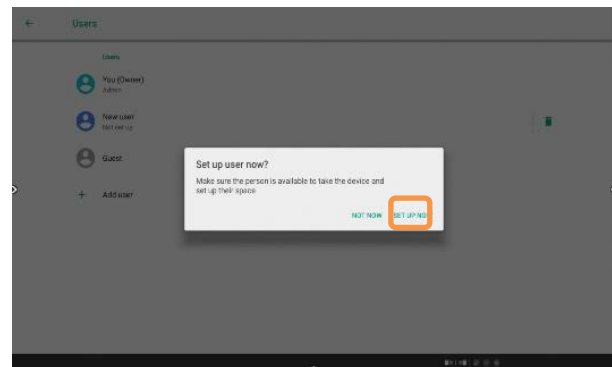 Users
Users
You (Owner)
Admin
New user
Not set up
Guest
Add user
Set up user now?
Make sure the person is available to take the device and
set up their space
NOT NOW
SET UP NO